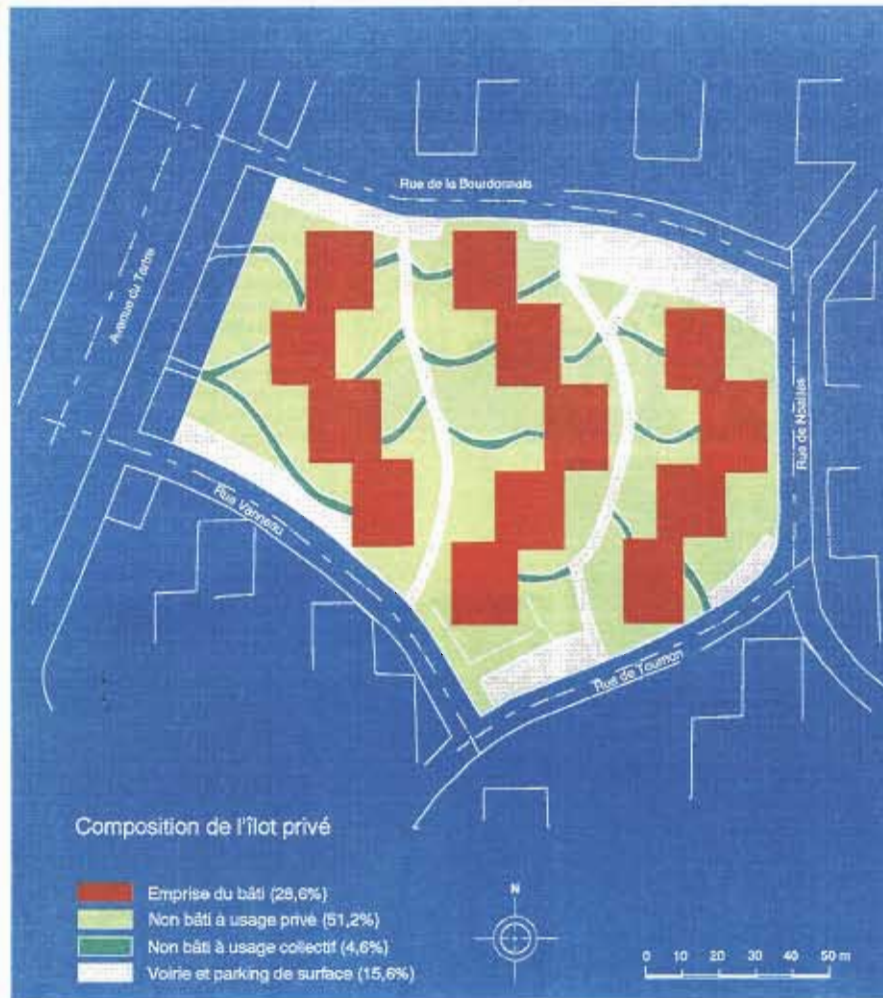 Rue de la Bourdonnais
Avenue du Tertre
Rue de Noailles
Rue Vanneau
Rue de Tournon
Composition de l'îlot privé
Emprise du bâti (28,6%)
Non bâti à usage privé (51,2%)
Non bâti à usage collectif (4,6%)
Voirie et parking de surface (15,6%)
N
0 10 20 30 40 50 m